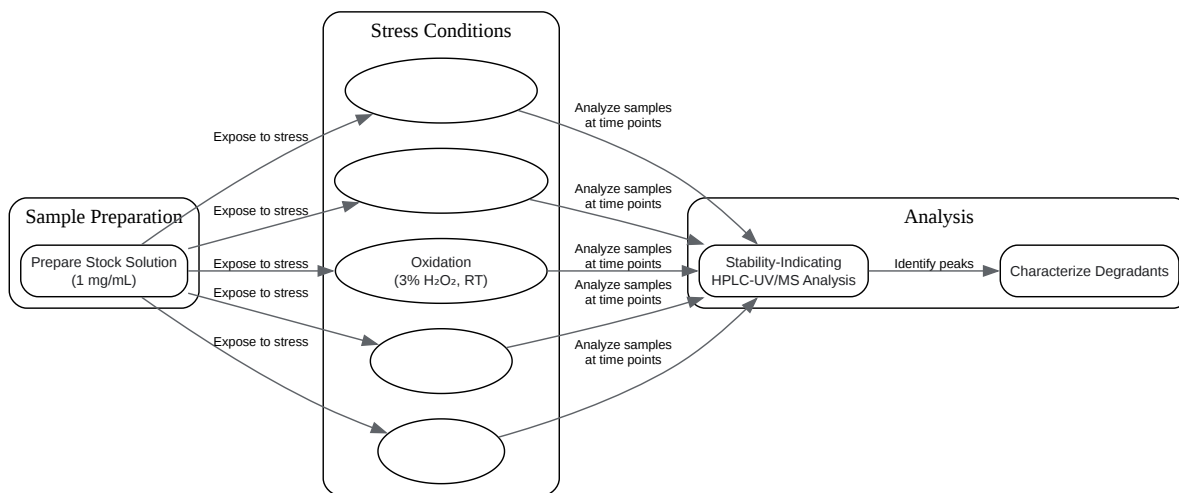 Stress Conditions
Sample Preparation
Prepare Stock Solution
(1 mg/mL)
Expose to stress
Expose to stress
Expose to stress
Expose to stress
Expose to stress
Oxidation
(3% H₂O₂, RT)
Analyze samples
at time points
Analyze samples
at time points
Analyze samples
at time points
Analyze samples
at time points
Analyze samples
at time points
Analysis
Stability-Indicating
HPLC-UV/MS Analysis
Identify peaks
Characterize Degradants